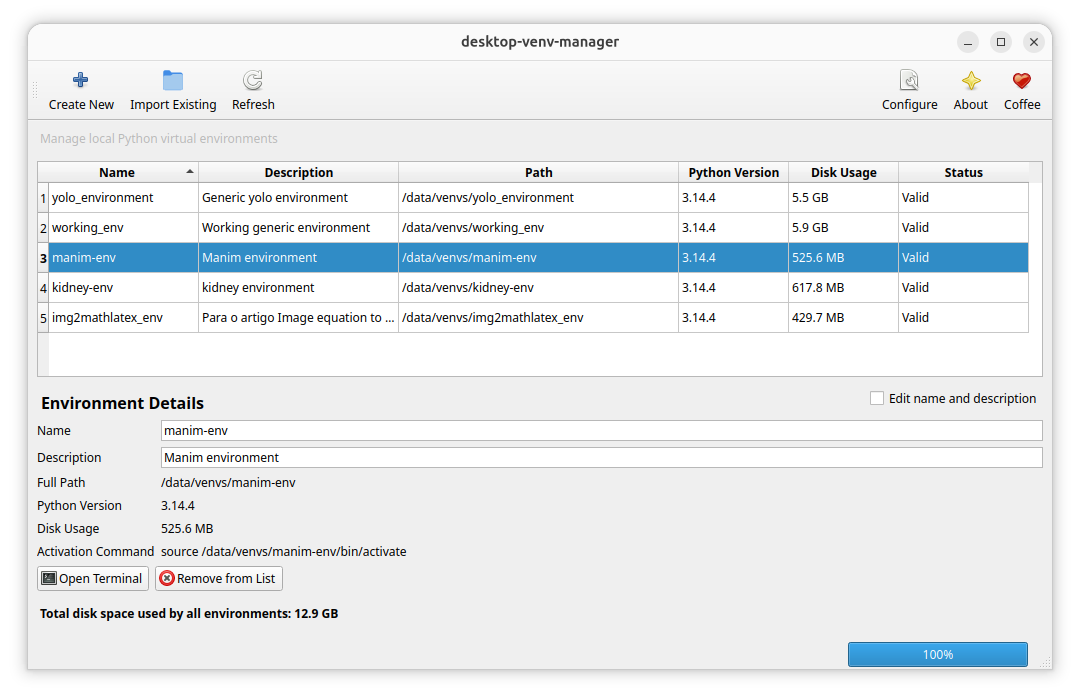 desktop-venv-manager
Create New Import Existing Refresh Configure About Coffee
Manage local Python virtual environments
Name Description Path Python Version Disk Usage Status
1 yolo_environment Generic yolo environment /data/venvs/yolo_environment 3.14.4 5.5 GB Valid
2 working_env Working generic environment /data/venvs/working_env 3.14.4 5.9 GB Valid
3 manim-env Manim environment /data/venvs/manim-env 3.14.4 525.6 MB Valid
4 kidney-env kidney environment /data/venvs/kidney-env 3.14.4 617.8 MB Valid
5 img2mathlatex_env Para o artigo Image equation to ... /data/venvs/img2mathlatex_env 3.14.4 429.7 MB Valid
Environment Details Edit name and description
Name manim-env
Description Manim environment
Full Path /data/venvs/manim-env
Python Version 3.14.4
Disk Usage 525.6 MB
Activation Command source /data/venvs/manim-env/bin/activate
Open Terminal Remove from List
Total disk space used by all environments: 12.9 GB
100%